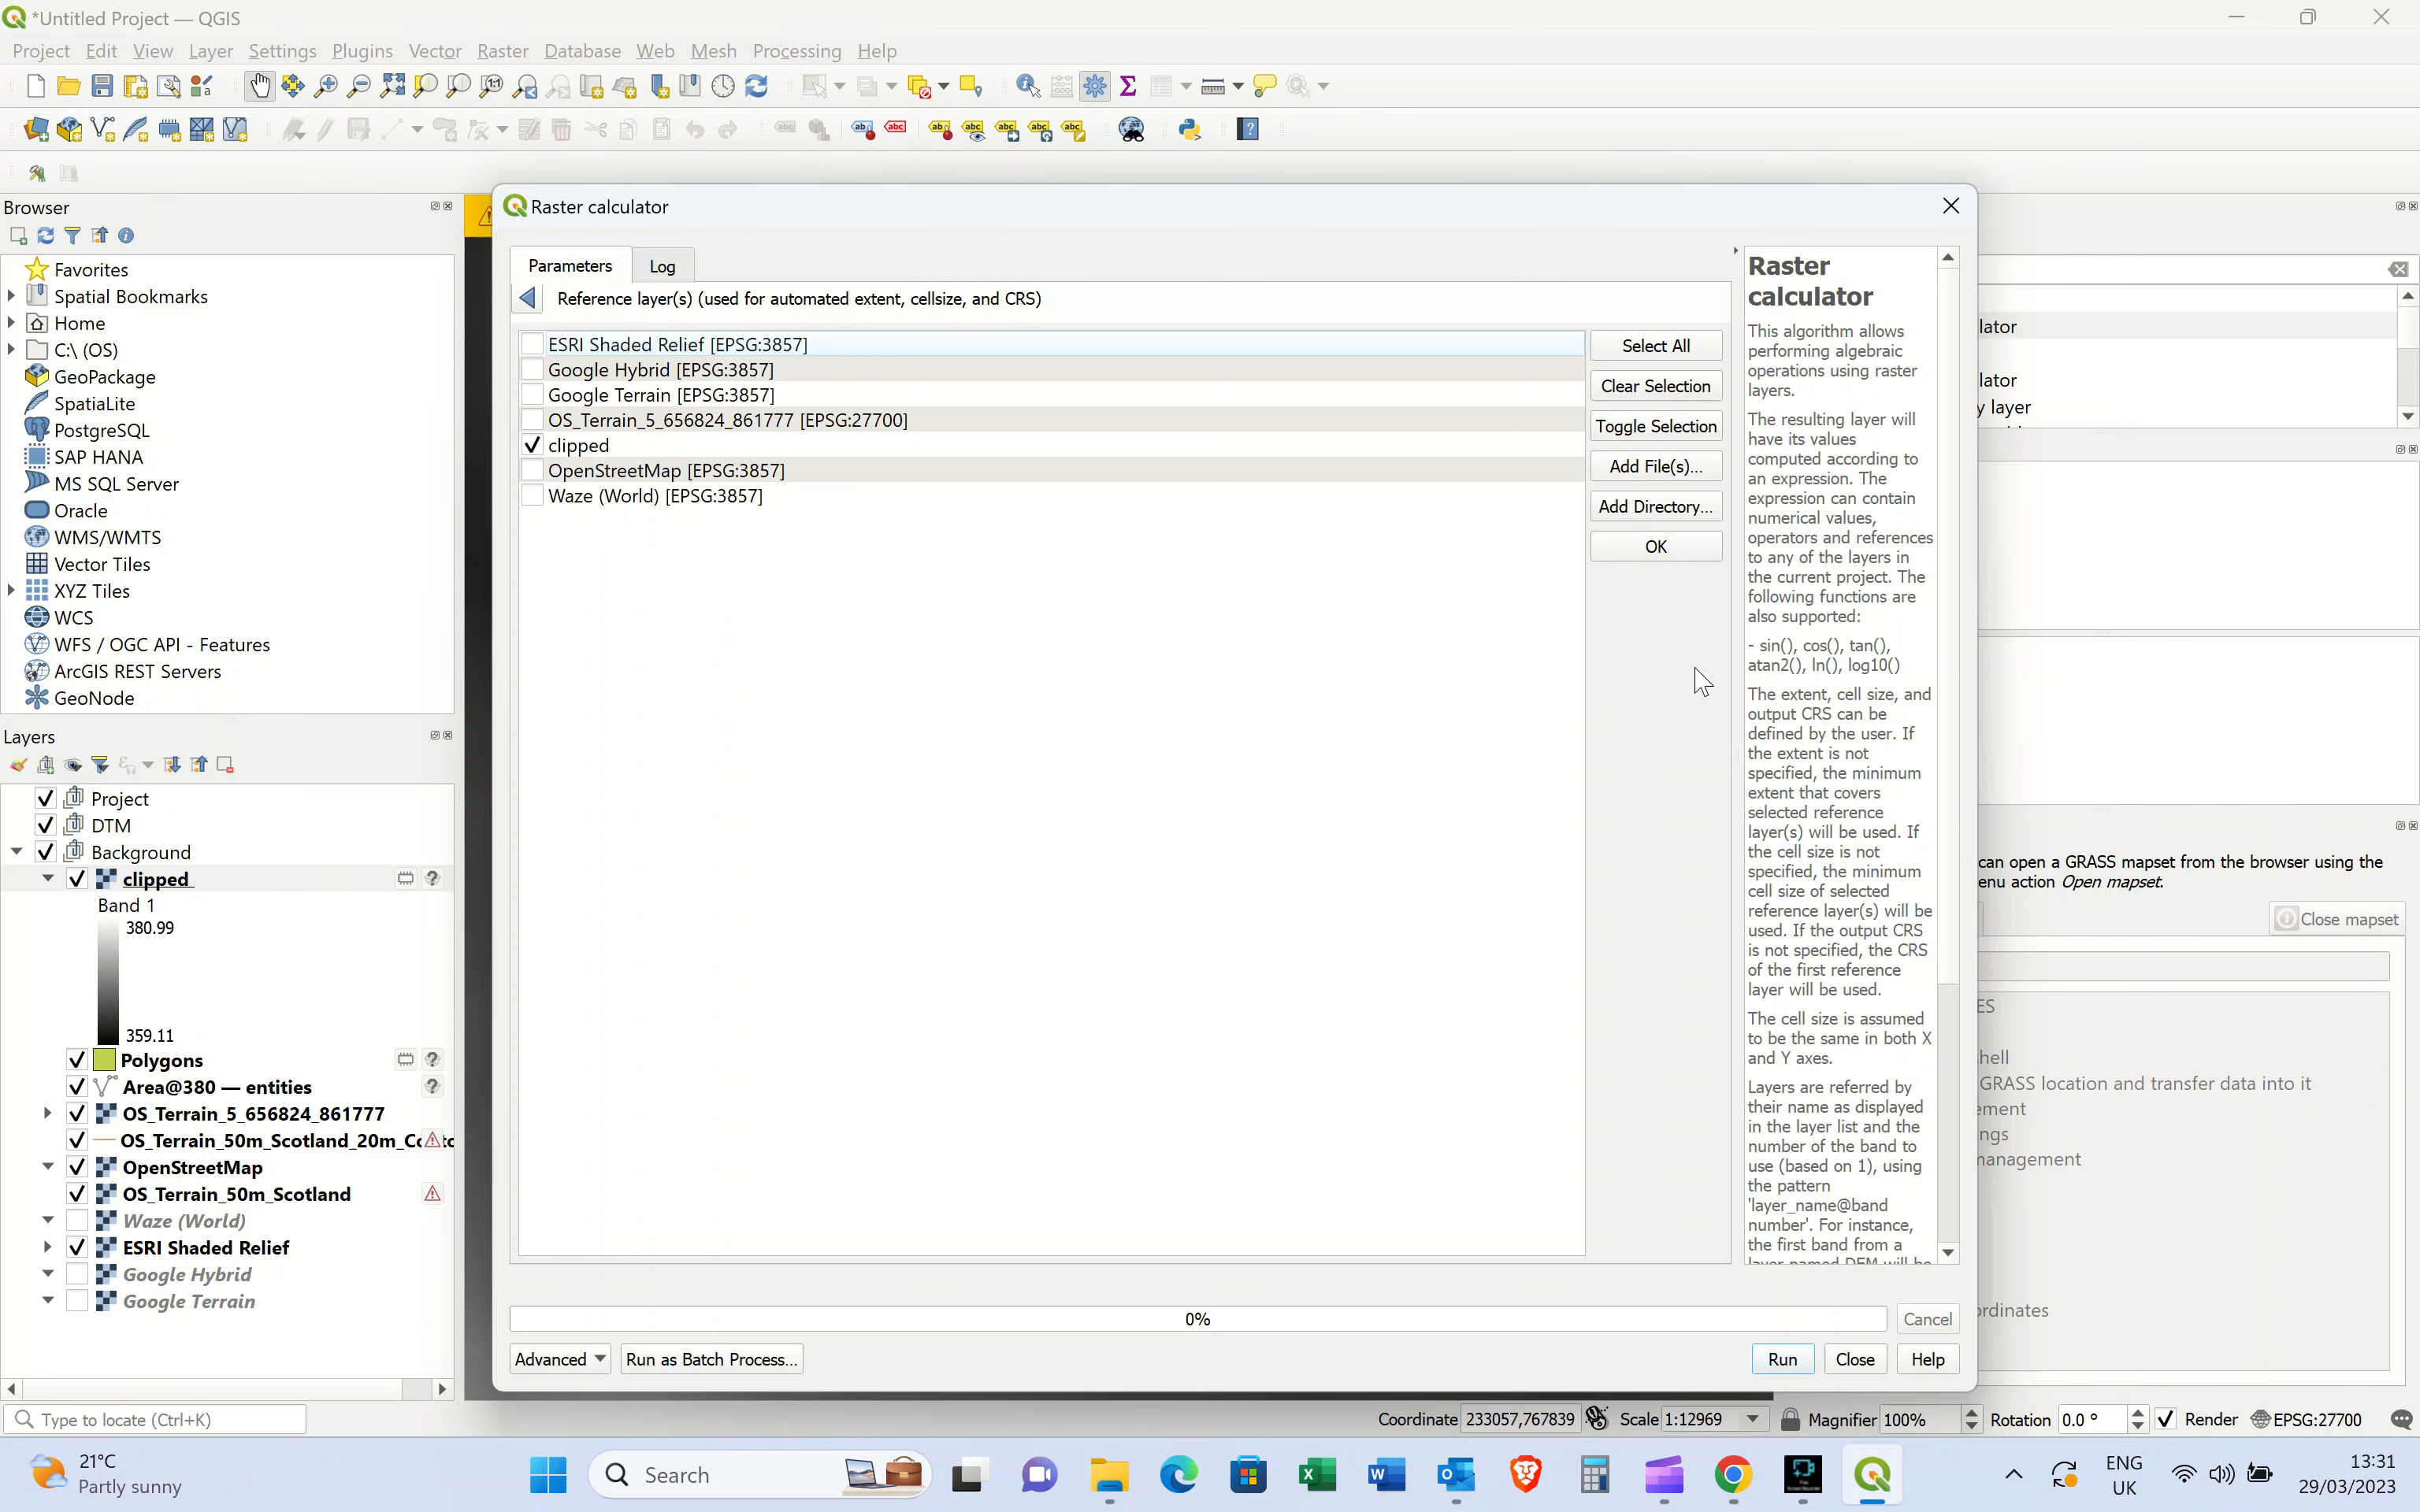 *Untitled Project — QGIS
Project Edit View Layer Settings Plugins Vector Raster Database Web Mesh Processing Help
Browser
Favorites
Spatial Bookmarks
Home
C:\ (OS)
GeoPackage
SpatiaLite
PostgreSQL
SAP HANA
MS SQL Server
Oracle
WMS/WMTS
Vector Tiles
XYZ Tiles
WCS
WFS / OGC API - Features
ArcGIS REST Servers
GeoNode
Layers
Project
DTM
Background
clipped
Band 1
380.99
359.11
Polygons
Area@380 — entities
OS_Terrain_5_656824_861777
OS_Terrain_50m_Scotland_20m_C
OpenStreetMap
OS_Terrain_50m_Scotland
Waze (World)
ESRI Shaded Relief
Google Hybrid
Google Terrain
Type to locate (Ctrl+K)
Raster calculator
Parameters
Log
Reference layer(s) (used for automated extent, cellsize, and CRS)
ESRI Shaded Relief [EPSG:3857]
Google Hybrid [EPSG:3857]
Google Terrain [EPSG:3857]
OS_Terrain_5_656824_861777 [EPSG:27700]
clipped
OpenStreetMap [EPSG:3857]
Waze (World) [EPSG:3857]
Select All
Clear Selection
Toggle Selection
Add File(s)...
Add Directory...
OK
Raster
calculator
This algorithm allows
performing algebraic
operations using raster
layers.
The resulting layer will
have its values
computed according to
an expression. The
expression can contain
numerical values,
operators and references
to any of the layers in
the current project. The
following functions are
also supported:
- sin(), cos(), tan(),
atan2(), ln(), log10()
The extent, cell size, and
output CRS can be
defined by the user. If
the extent is not
specified, the minimum
extent that covers
selected reference
layer(s) will be used. If
the cell size is not
specified, the minimum
cell size of selected
reference layer(s) will be
used. If the output CRS
is not specified, the CRS
of the first reference
layer will be used.
The cell size is assumed
to be the same in both X
and Y axes.
Layers are referred by
their name as displayed
in the layer list and the
number of the band to
use (based on 1), using
the pattern
'layer_name@band
number'. For instance,
the first band from a
layer named DEM will be
0%
Cancel
Advanced
Run as Batch Process...
Run
Close
Help
lator
lator
y layer
can open a GRASS mapset from the browser using the
enu action Open mapset.
Close mapset
ES
hell
GRASS location and transfer data into it
ement
ngs
management
ordinates
Coordinate 233057,767839 Scale 1:12969 Magnifier 100% Rotation 0.0 ° Render EPSG:27700
21°C
Partly sunny
Search
ENG
UK
13:31
29/03/2023